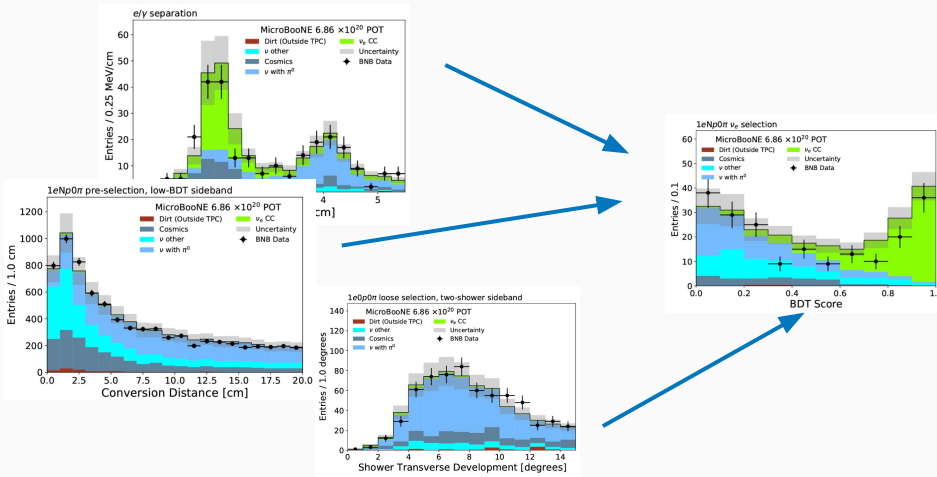 e/γ separation
MicroBooNE 6.86 ×10²⁰ POT
Dirt (Outside TPC)
ν other
Cosmics
ν with π⁰
νₑ CC
Uncertainty
BNB Data
Entries / 0.25 MeV/cm
60
50
40
30
20
10
4
5
cm]
1eNp0π pre-selection, low-BDT sideband
MicroBooNE 6.86 ×10²⁰ POT
Dirt (Outside TPC)
Cosmics
ν other
ν with π⁰
νₑ CC
Uncertainty
BNB Data
Entries / 1.0 cm
1200
1000
800
600
400
200
0
0.0 2.5 5.0 7.5 10.0 12.5 15.0 17.5 20.0
Conversion Distance [cm]
1e0p0π loose selection, two-shower sideband
MicroBooNE 6.86 ×10²⁰ POT
Dirt (Outside TPC)
ν other
Cosmics
ν with π⁰
νₑ CC
Uncertainty
BNB Data
Entries / 1.0 degrees
140
120
100
80
60
40
20
0
0 2 4 6 8 10 12 14
Shower Transverse Development [degrees]
1eNp0π νₑ selection
MicroBooNE 6.86 ×10²⁰ POT
Dirt (Outside TPC)
Cosmics
ν other
ν with π⁰
νₑ CC
Uncertainty
BNB Data
Entries / 0.1
60
50
40
30
20
10
0
0.0 0.2 0.4 0.6 0.8 1.
BDT Score